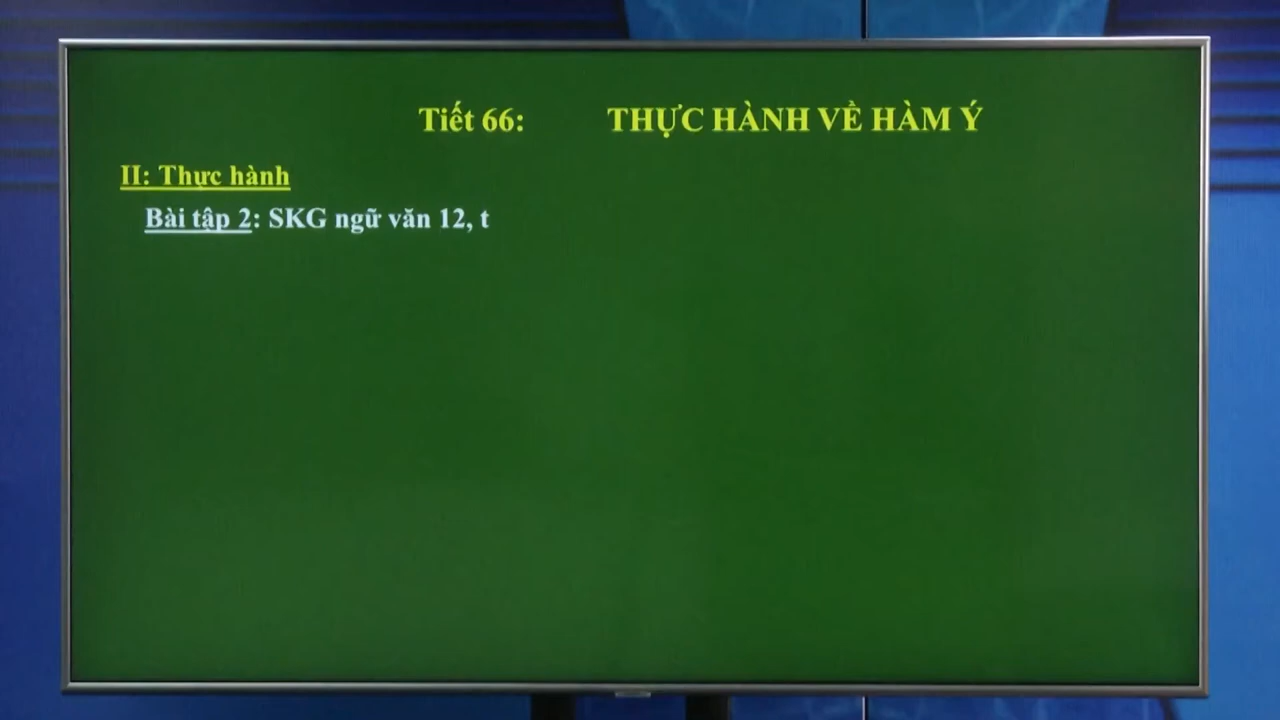 Tiết 66: THỰC HÀNH VỀ HÀM Ý
II: Thực hành
Bài tập 2: SKG ngữ văn 12, t